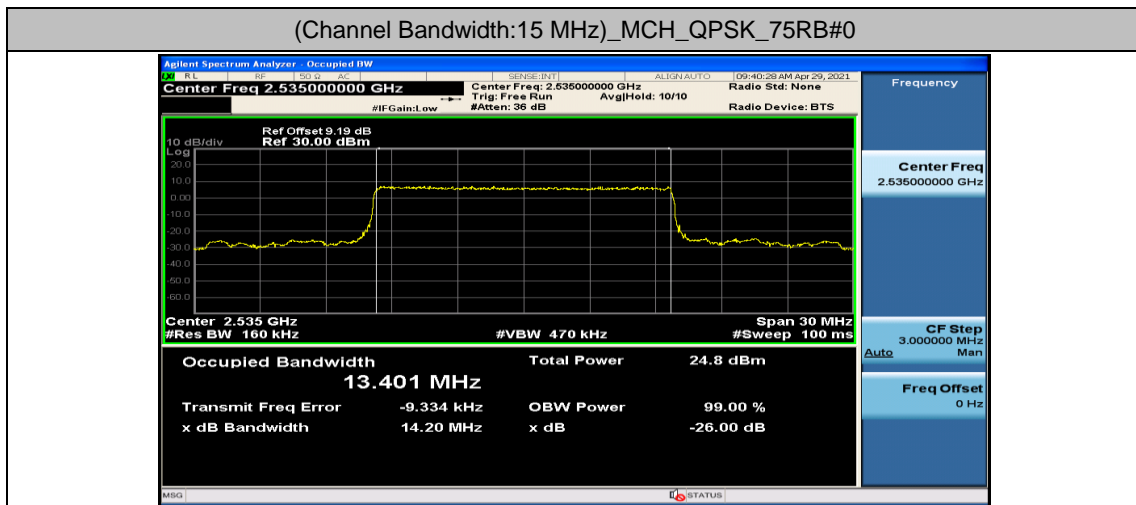 (Channel Bandwidth:15 MHz)_MCH_QPSK_75RB#0
Agilent Spectrum Analyzer - Occupied BW
LXI RL RF 50 Ω AC SENSE:INT ALIGN AUTO 09:40:28 AM Apr 29, 2021
Center Freq 2.535000000 GHz
Center Freq: 2.535000000 GHz
Radio Std: None
Trig: Free Run Avg|Hold: 10/10
#IFGain:Low #Atten: 36 dB Radio Device: BTS
Ref Offset 9.19 dB
10 dB/div Ref 30.00 dBm
Log
20.0
10.0
0.00
-10.0
-20.0
-30.0
-40.0
-50.0
-60.0
Center 2.535 GHz Span 30 MHz
#Res BW 160 kHz #VBW 470 kHz #Sweep 100 ms
Occupied Bandwidth Total Power 24.8 dBm
13.401 MHz
Transmit Freq Error -9.334 kHz OBW Power 99.00 %
x dB Bandwidth 14.20 MHz x dB -26.00 dB
MSG STATUS
Frequency
Center Freq
2.535000000 GHz
CF Step
3.000000 MHz
Auto Man
Freq Offset
0 Hz